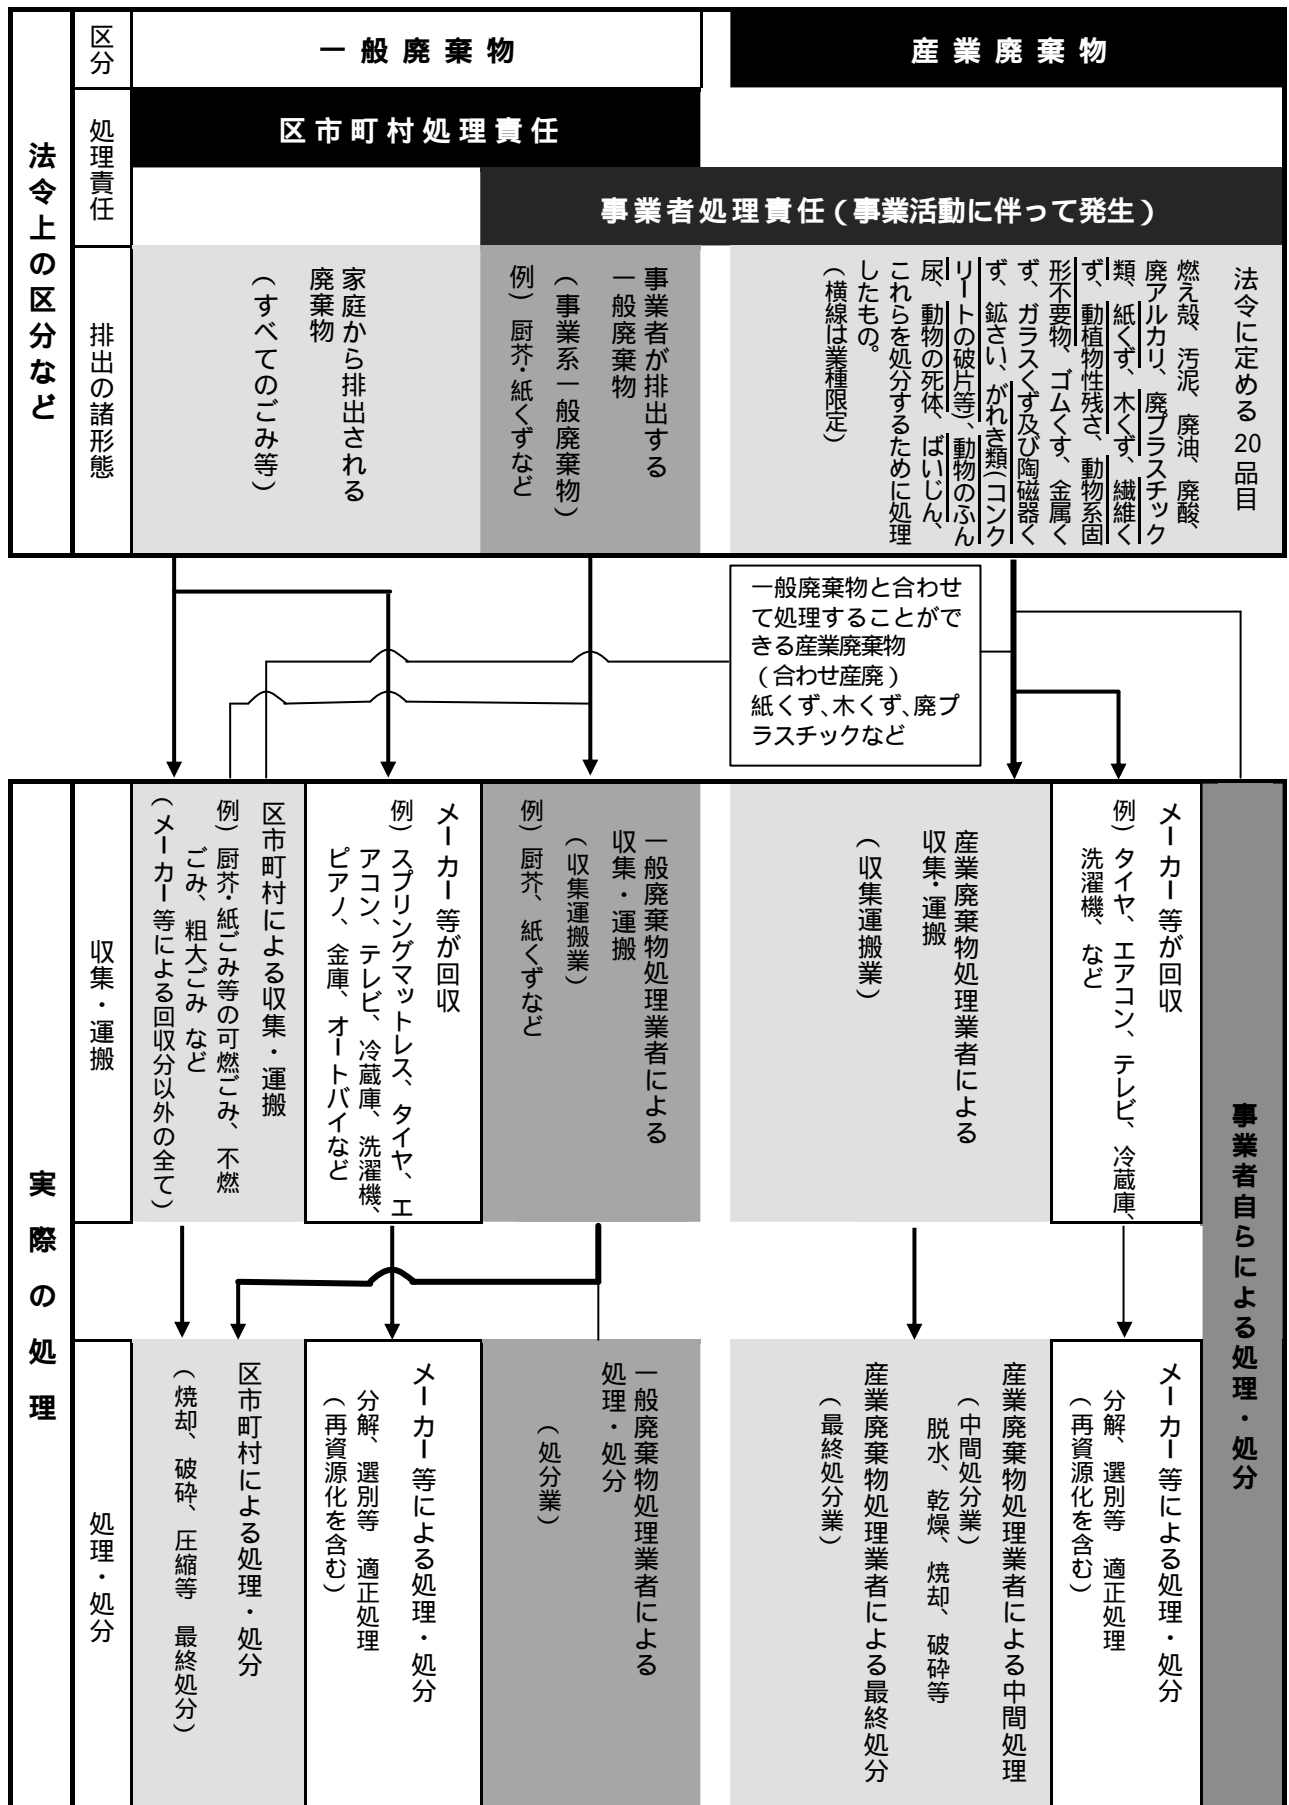 法令上の区分など
区分
一般廃棄物
産業廃棄物
処理責任
区市町村処理責任
事業者処理責任(事業活動に伴って発生)
排出の諸形態
家庭から排出される
廃棄物
(すべてのごみ等)
事業者が排出する
一般廃棄物
(事業系一般廃棄物)
例)厨芥・紙くずなど
法令に定める20品目
燃え殻、汚泥、廃油、廃酸、
廃アルカリ、廃プラスチック
類、紙くず、木くず、繊維く
ず、動植物性残さ、動物系固
形不要物、ゴムくず、金属く
ず、ガラスくず及び陶磁器く
ず、鉱さい、がれき類(コンク
リートの破片等)、動物のふん
尿、動物の死体、ばいじん、
これらを処分するために処理
したもの。
(横線は業種限定)
一般廃棄物と合わせ
て処理することがで
きる産業廃棄物
(合わせ産廃)
紙くず、木くず、廃プ
ラスチックなど
実際の処理
収集・運搬
区市町村による収集・運搬
例)厨芥・紙ごみ等の可燃ごみ、不燃
ごみ、粗大ごみ など
(メーカー等による回収分以外の全て)
メーカー等が回収
例)スプリングマットレス、タイヤ、エ
アコン、テレビ、冷蔵庫、洗濯機、
ピアノ、金庫、オートバイなど
一般廃棄物処理業者による
収集・運搬
(収集運搬業)
例)厨芥、紙くずなど
産業廃棄物処理業者による
収集・運搬
(収集運搬業)
メーカー等が回収
例)タイヤ、エアコン、テレビ、冷蔵庫、
洗濯機、など
事業者自らによる処理・処分
処理・処分
区市町村による処理・処分
(焼却、破砕、圧縮等 最終処分)
メーカー等による処理・処分
分解、選別等 適正処理
(再資源化を含む)
一般廃棄物処理業者による
処理・処分
(処分業)
産業廃棄物処理業者による中間処理
(中間処分業)
脱水、乾燥、焼却、破砕等
産業廃棄物処理業者による最終処分
(最終処分業)
メーカー等による処理・処分
分解、選別等 適正処理
(再資源化を含む)